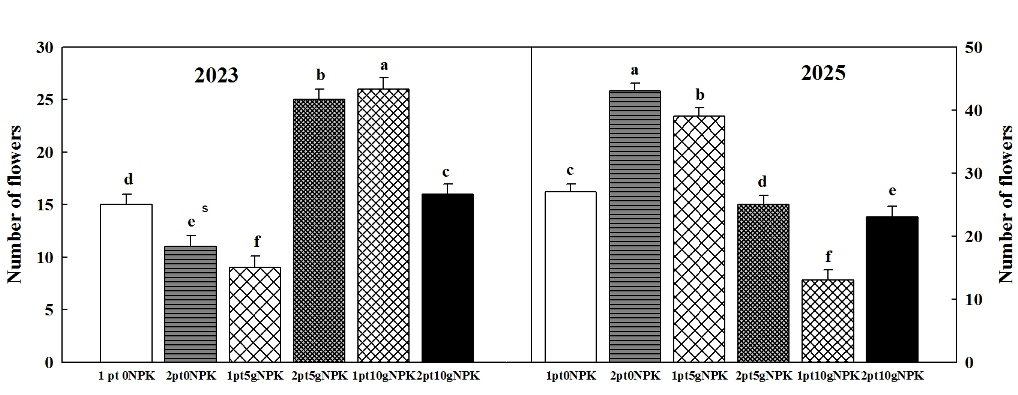 30
25
20
15
10
5
0
Number of flowers
2023
d
e s
f
b
a
c
1 pt 0NPK 2pt0NPK 1pt5gNPK 2pt5gNPK 1pt10gNPK 2pt10gNPK
2025
c
a
b
d
f
e
1pt0NPK 2pt0NPK 1pt5gNPK 2pt5gNPK 1pt10gNPK 2pt10gNPK
50
40
30
20
10
0
Number of flowers